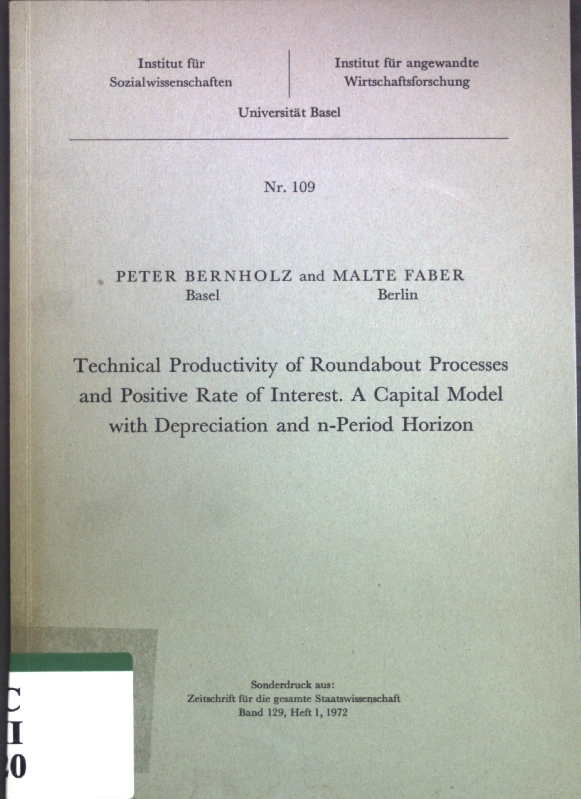 Institut für
Sozialwissenschaften
Institut für angewandte
Wirtschaftsforschung
Universität Basel
Nr. 109
PETER BERNHOLZ and MALTE FABER
Basel Berlin
Technical Productivity of Roundabout Processes
and Positive Rate of Interest. A Capital Model
with Depreciation and n-Period Horizon
Sonderdruck aus:
Zeitschrift für die gesamte Staatswissenschaft
Band 129, Heft 1, 1972